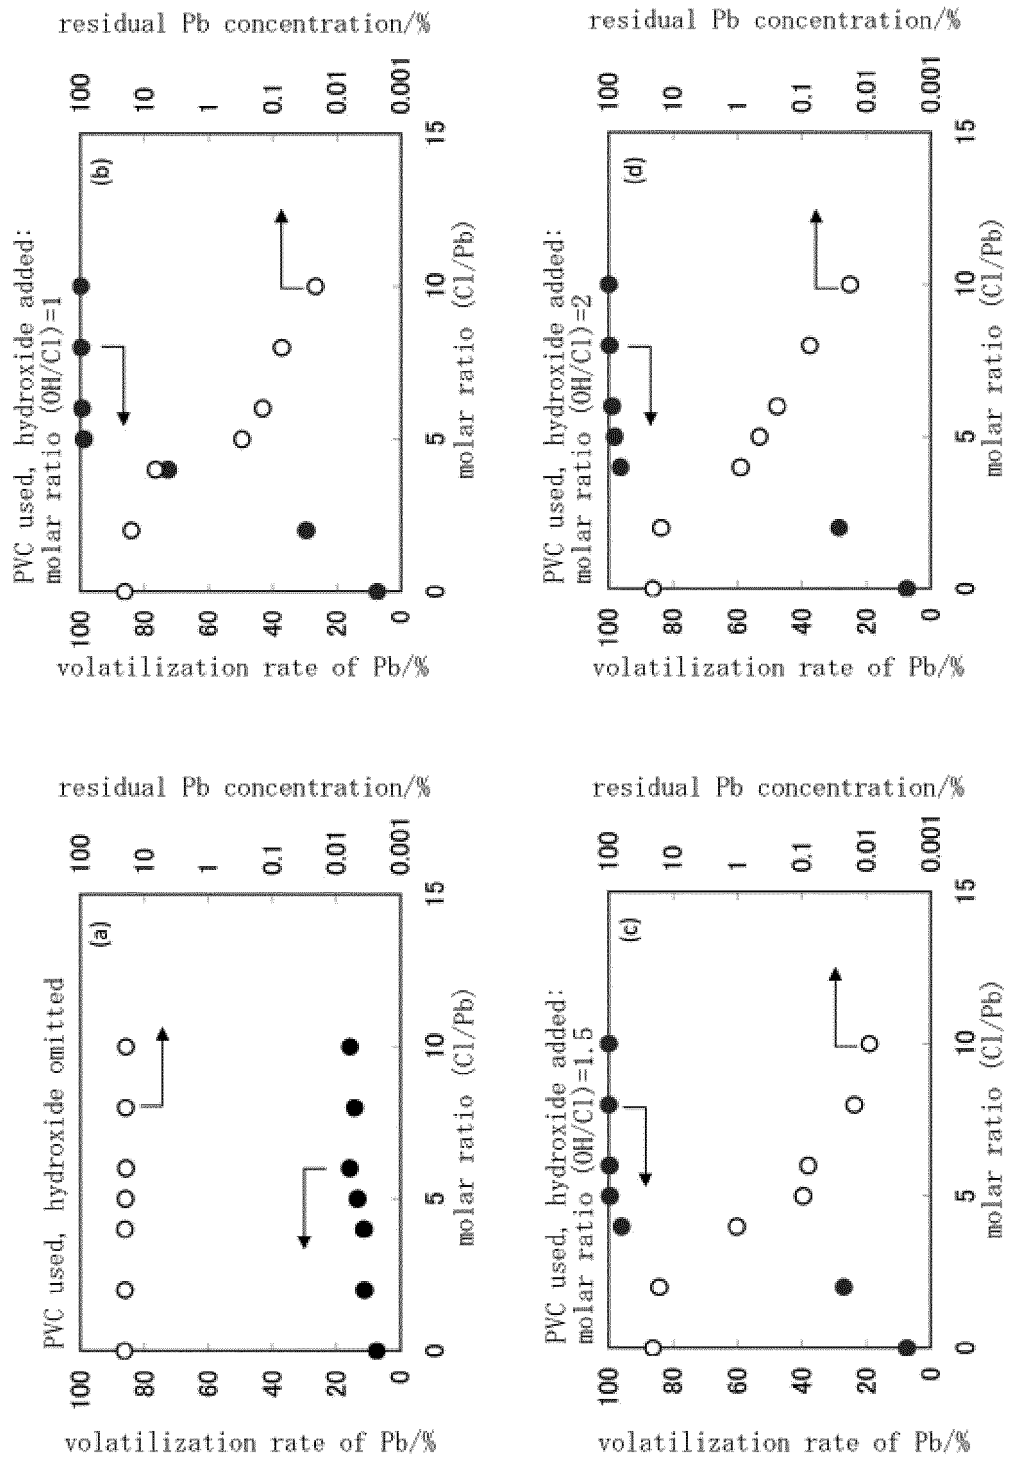 PVC used, hydroxide omitted
(a)
volatilization rate of Pb/%
100
80
60
40
20
0
residual Pb concentration/%
100
10
1
0.1
0.01
0.001
0
5
10
15
molar ratio (Cl/Pb)
PVC used, hydroxide added:
molar ratio (OH/Cl)=1
(b)
volatilization rate of Pb/%
100
80
60
40
20
0
residual Pb concentration/%
100
10
1
0.1
0.01
0.001
0
5
10
15
molar ratio (Cl/Pb)
PVC used, hydroxide added:
molar ratio (OH/Cl)=1.5
(c)
volatilization rate of Pb/%
100
80
60
40
20
0
residual Pb concentration/%
100
10
1
0.1
0.01
0.001
0
5
10
15
molar ratio (Cl/Pb)
PVC used, hydroxide added:
molar ratio (OH/Cl)=2
(d)
volatilization rate of Pb/%
100
80
60
40
20
0
residual Pb concentration/%
100
10
1
0.1
0.01
0.001
0
5
10
15
molar ratio (Cl/Pb)